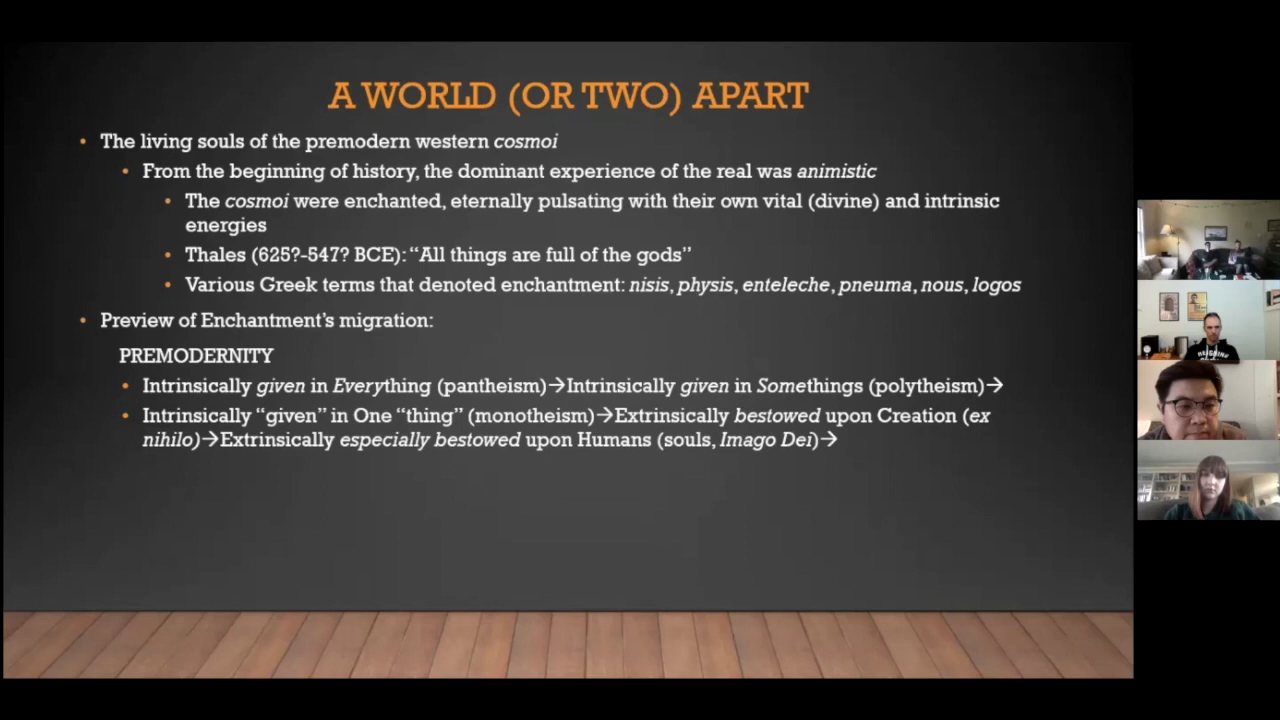 A WORLD (OR TWO) APART
• The living souls of the premodern western cosmoi
• From the beginning of history, the dominant experience of the real was animistic
• The cosmoi were enchanted, eternally pulsating with their own vital (divine) and intrinsic
energies
• Thales (625?-547? BCE): “All things are full of the gods”
• Various Greek terms that denoted enchantment: nisis, physis, enteleche, pneuma, nous, logos
• Preview of Enchantment’s migration:
PREMODERNITY
• Intrinsically given in Everything (pantheism)→Intrinsically given in Somethings (polytheism)→
• Intrinsically “given” in One “thing” (monotheism)→Extrinsically bestowed upon Creation (ex
nihilo)→Extrinsically especially bestowed upon Humans (souls, Imago Dei)→